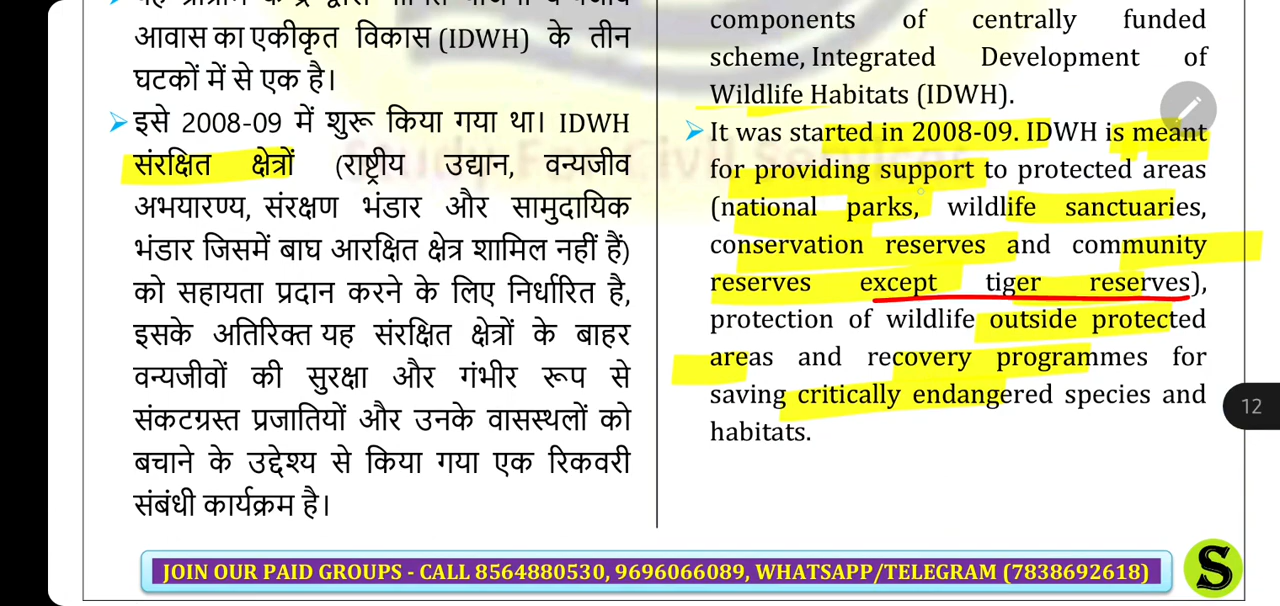 आवास का एकीकृत विकास (IDWH) के तीन
घटकों में से एक है।
इसे 2008-09 में शुरू किया गया था। IDWH
संरक्षित क्षेत्रों (राष्ट्रीय उद्यान, वन्यजीव
अभयारण्य, संरक्षण भंडार और सामुदायिक
भंडार जिसमें बाघ आरक्षित क्षेत्र शामिल नहीं हैं)
को सहायता प्रदान करने के लिए निर्धारित है,
इसके अतिरिक्त यह संरक्षित क्षेत्रों के बाहर
वन्यजीवों की सुरक्षा और गंभीर रूप से
संकटग्रस्त प्रजातियों और उनके वासस्थलों को
बचाने के उद्देश्य से किया गया एक रिकवरी
संबंधी कार्यक्रम है।
components of centrally funded
scheme, Integrated Development of
Wildlife Habitats (IDWH).
It was started in 2008-09. IDWH is meant
for providing support to protected areas
(national parks, wildlife sanctuaries,
conservation reserves and community
reserves except tiger reserves),
protection of wildlife outside protected
areas and recovery programmes for
saving critically endangered species and
habitats.
12
JOIN OUR PAID GROUPS - CALL 8564880530, 9696066089, WHATSAPP/TELEGRAM (7838692618)
S